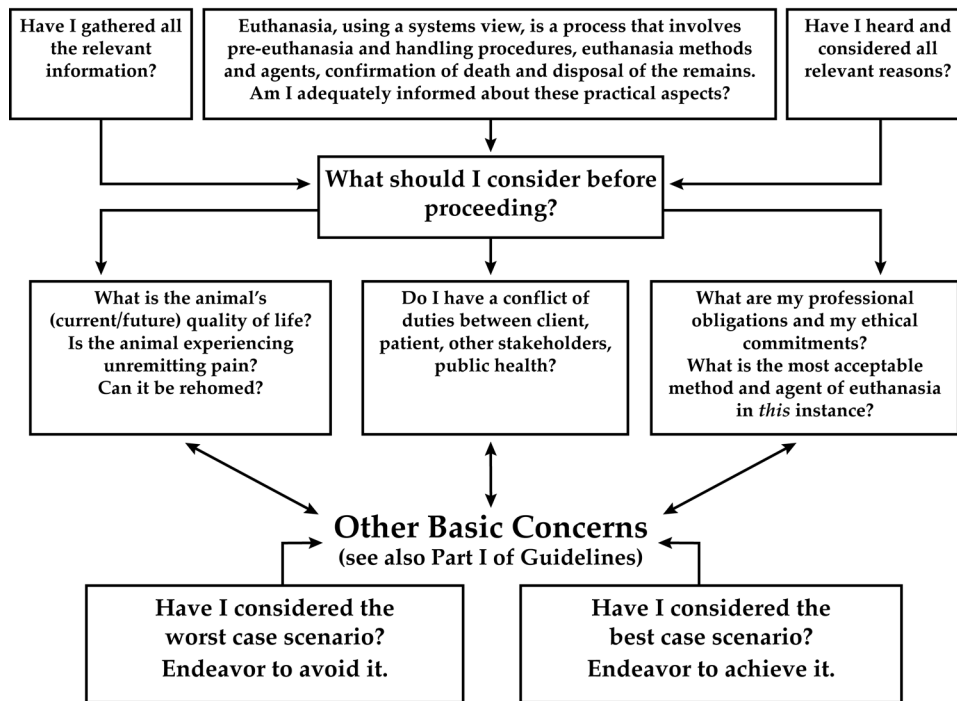 Have I gathered all
the relevant
information?
Euthanasia, using a systems view, is a process that involves
pre-euthanasia and handling procedures, euthanasia methods
and agents, confirmation of death and disposal of the remains.
Am I adequately informed about these practical aspects?
Have I heard and
considered all
relevant reasons?
What should I consider before
proceeding?
What is the animal's
(current/future) quality of life?
Is the animal experiencing
unremitting pain?
Can it be rehomed?
Do I have a conflict of
duties between client,
patient, other stakeholders,
public health?
What are my professional
obligations and my ethical
commitments?
What is the most acceptable
method and agent of euthanasia
in this instance?
Other Basic Concerns
(see also Part I of Guidelines)
Have I considered the
worst case scenario?
Endeavor to avoid it.
Have I considered the
best case scenario?
Endeavor to achieve it.